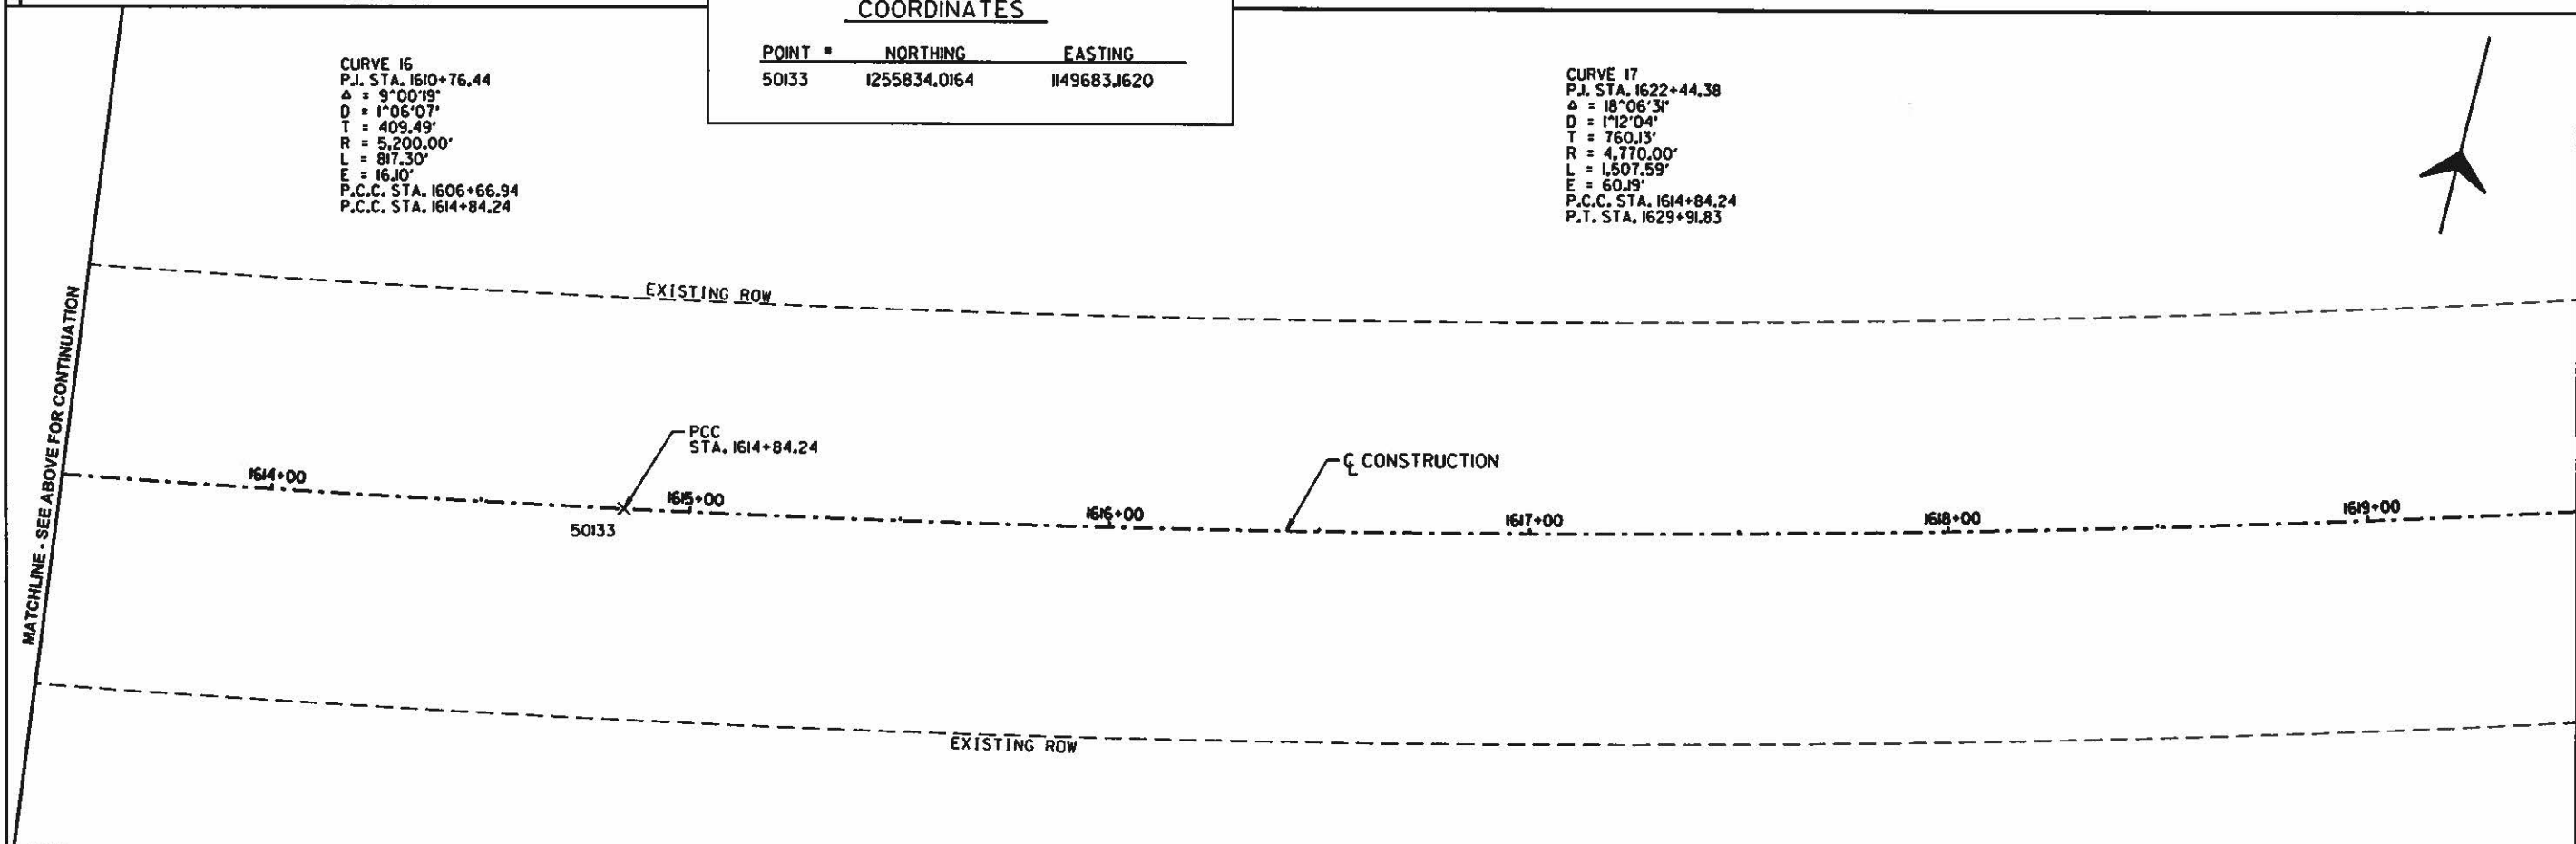 COORDINATES
POINT # NORTHING EASTING
50133 1255834.0164 1149683.1620
CURVE 16
P.I. STA. 1610+76.44
Δ = 9°00'19"
D = 1°06'07"
T = 409.49'
R = 5,200.00'
L = 817.30'
E = 16.10'
P.C.C. STA. 1606+66.94
P.C.C. STA. 1614+84.24
CURVE 17
P.I. STA. 1622+44.38
Δ = 18°06'31"
D = 1°12'04"
T = 760.13'
R = 4,770.00'
L = 1,507.59'
E = 60.19'
P.C.C. STA. 1614+84.24
P.T. STA. 1629+91.83
EXISTING ROW
MATCHLINE - SEE ABOVE FOR CONTINUATION
PCC
STA. 1614+84.24
℄ CONSTRUCTION
1614+00
1615+00
1616+00
1617+00
1618+00
1619+00
50133
EXISTING ROW